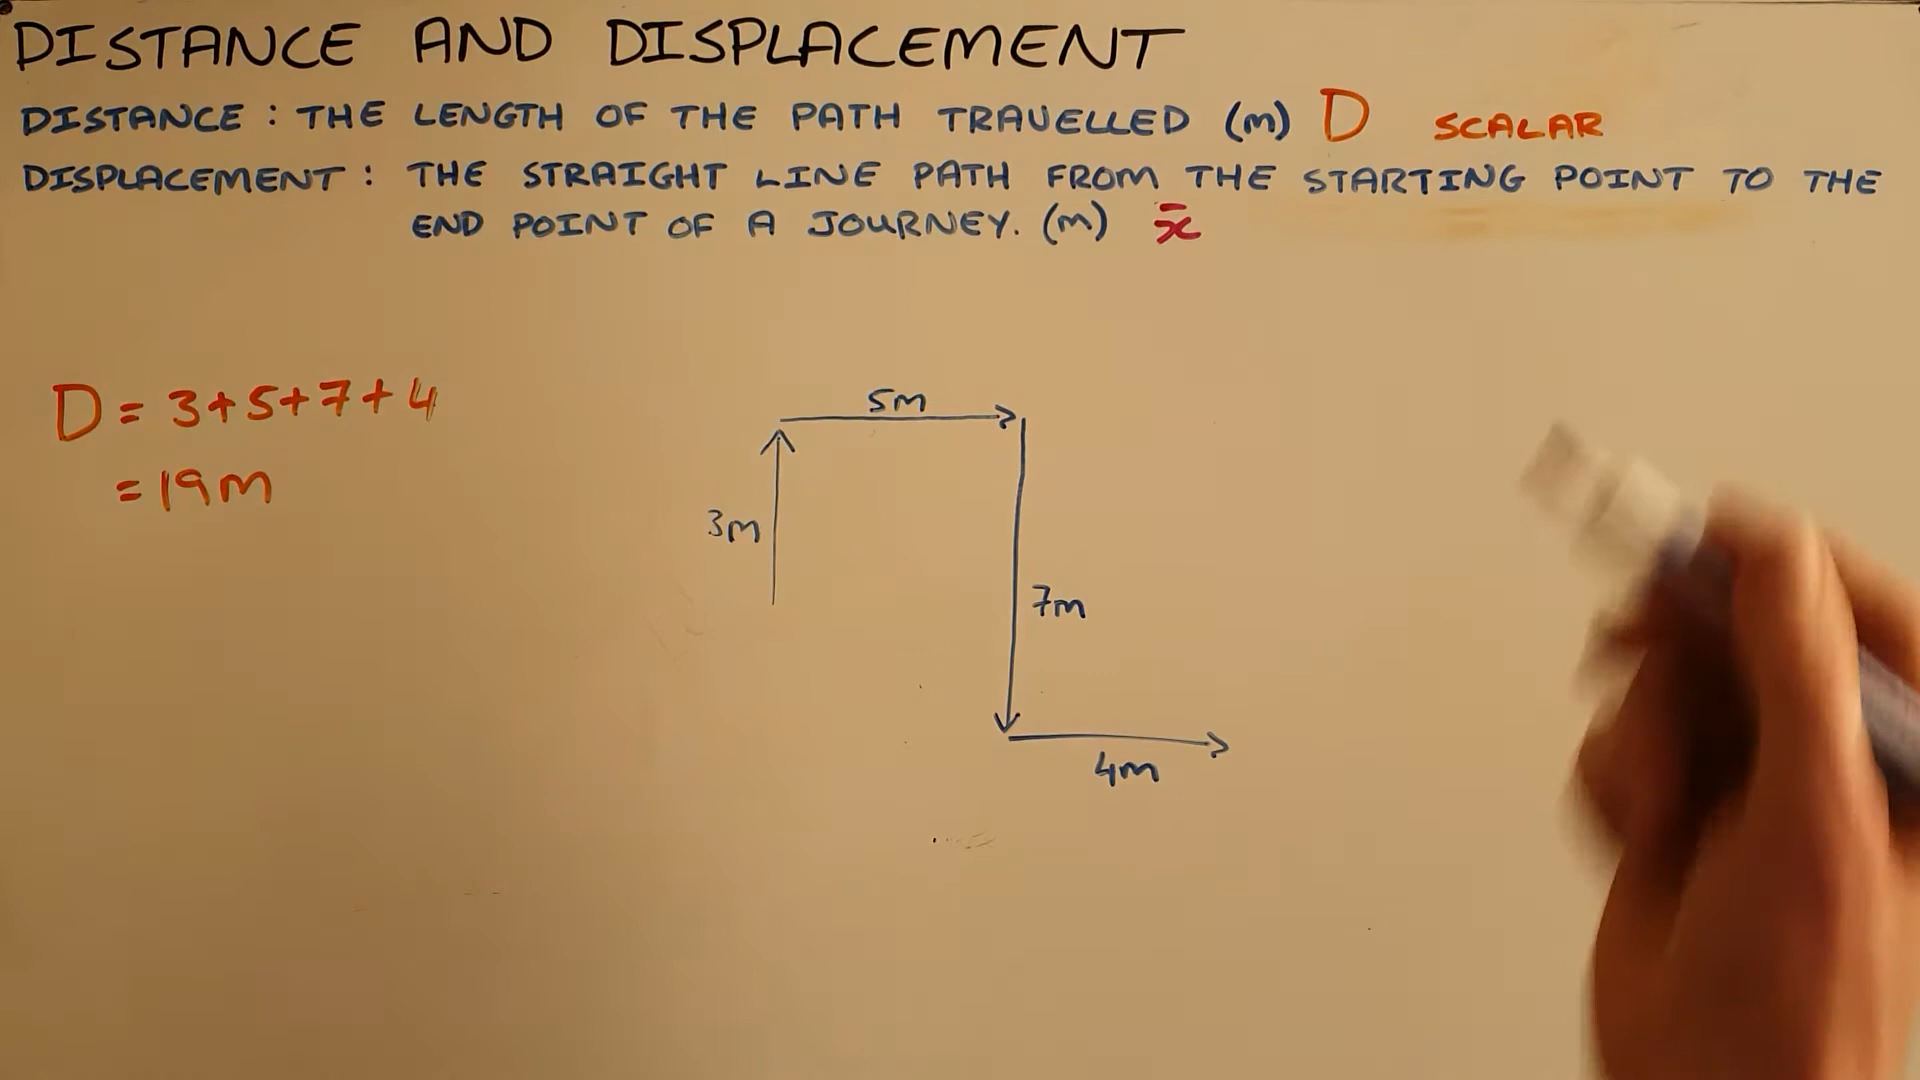 DISTANCE AND DISPLACEMENT
DISTANCE : THE LENGTH OF THE PATH TRAVELLED (m) D SCALAR
DISPLACEMENT : THE STRAIGHT LINE PATH FROM THE STARTING POINT TO THE
END POINT OF A JOURNEY. (m) x̄
D = 3+5+7+4
= 19m
5m
3m
7m
4m